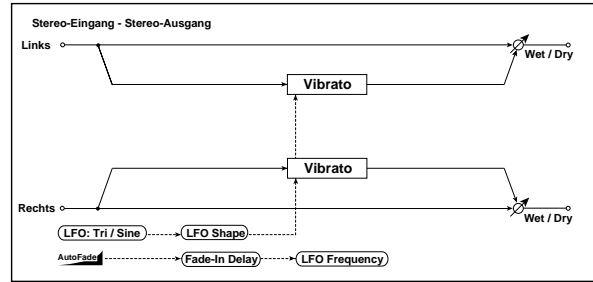 Stereo-Eingang - Stereo-Ausgang
Links
Wet / Dry
Vibrato
Vibrato
Rechts
Wet / Dry
LFO: Tri / Sine
LFO Shape
AutoFade
Fade-In Delay
LFO Frequency